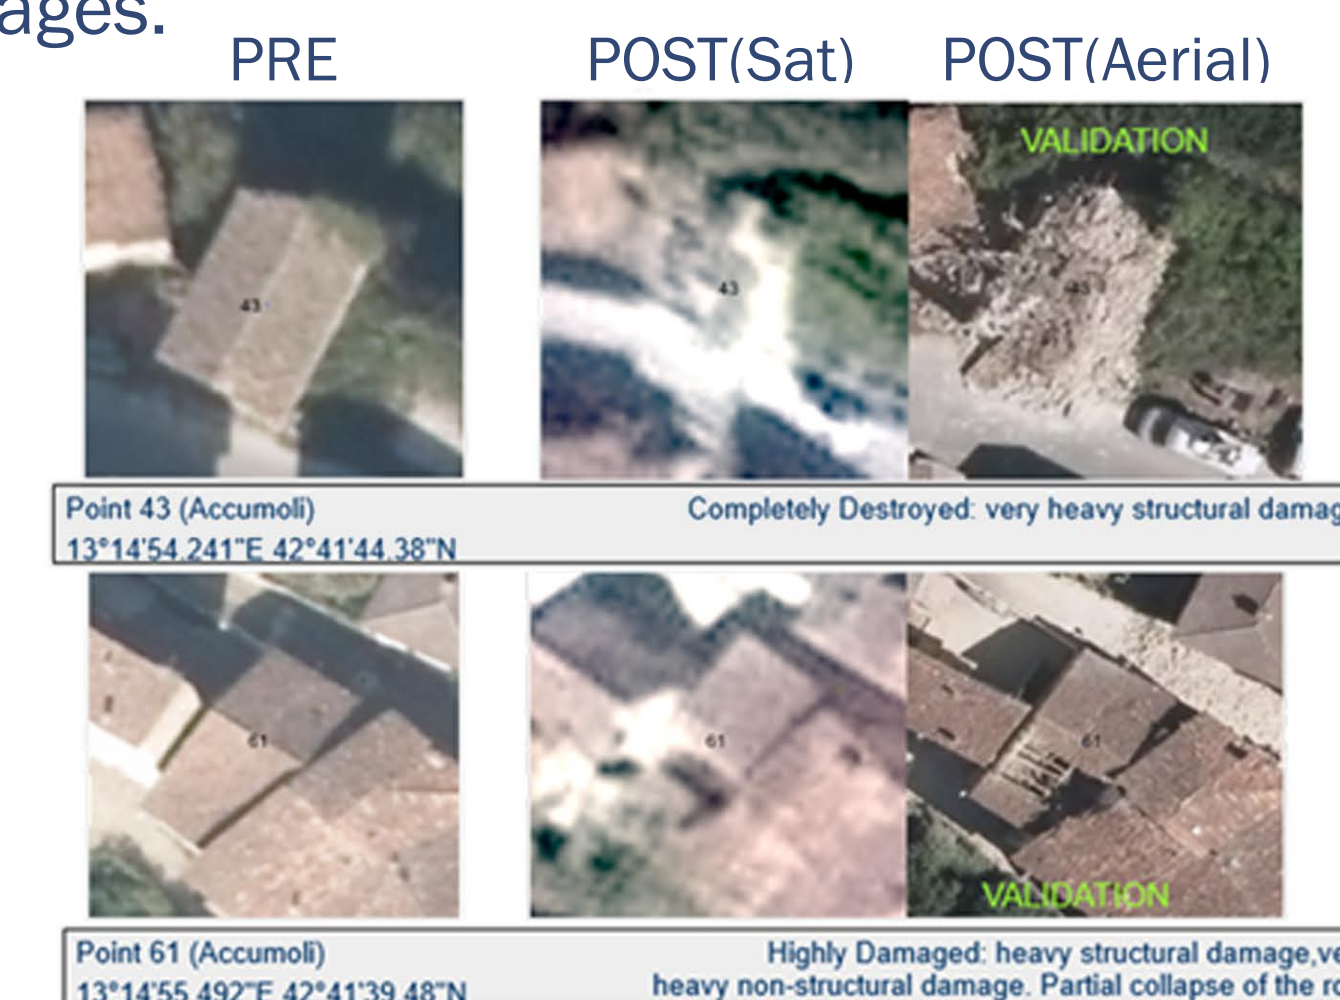 ages.
PRE POST(Sat) POST(Aerial)
VALIDATION
43 43 43
Point 43 (Accumoli) Completely Destroyed: very heavy structural damag
13°14'54.241"E 42°41'44.38"N
61 61 61
VALIDATION
Point 61 (Accumoli) Highly Damaged: heavy structural damage,ve
13°14'55.492"E 42°41'39.48"N heavy non-structural damage. Partial collapse of the ro